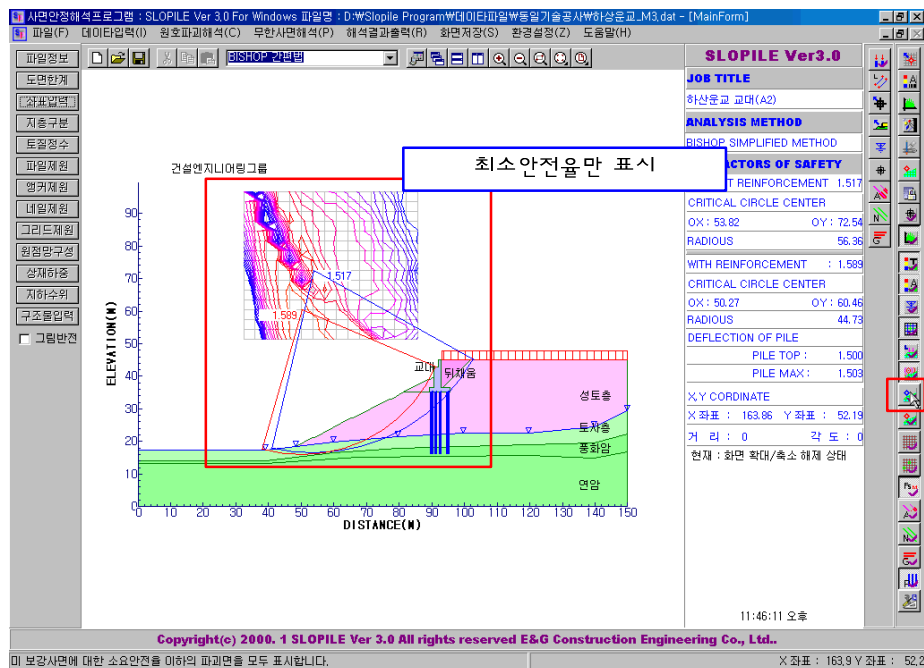 사면안정해석프로그램 : SLOPILE Ver 3.0 For Windows 파일명 : D:₩Slopile Program₩데이타파일₩동일기술공사₩하상운교_M3.dat - [MainForm]
파일(F) 데이타입력(I) 원호파괴해석(C) 무한사면해석(P) 해석결과출력(R) 화면저장(S) 환경설정(Z) 도움말(H)
파일정보
도면한계
좌표입력
지층구분
토질정수
파일제원
앵커제원
네일제원
그리드제원
원점망구성
상재하중
지하수위
구조물입력
그림반전
BISHOP 간편법
건설엔지니어링그룹
최소안전율만 표시
ELEVATION(M)
90
80
70
60
50
40
30
20
10
0
1.517
1.589
교대
뒤채움
성토층
토사층
풍화암
연암
0 10 20 30 40 50 60 70 80 90 100 110 120 130 140 150
DISTANCE(M)
SLOPILE Ver3.0
JOB TITLE
하산운교 교대(A2)
ANALYSIS METHOD
BISHOP SIMPLIFIED METHOD
ACTORS OF SAFETY
T REINFORCEMENT 1.517
CRITICAL CIRCLE CENTER
OX : 53.82 OY : 72.54
RADIOUS 56.36
WITH REINFORCEMENT : 1.589
CRITICAL CIRCLE CENTER
OX : 50.27 OY : 60.46
RADIOUS 44.73
DEFLECTION OF PILE
PILE TOP : 1.500
PILE MAX : 1.503
X,Y CORDINATE
X 좌표 : 163.86 Y 좌표 : 52.19
거 리 : 0 각 도 : 0
현재 : 화면 확대/축소 해제 상태
11:46:11 오후
Copyright(c) 2000. 1 SLOPILE Ver 3.0 All rights reserved E&G Construction Engineering Co., Ltd..
미 보강사면에 대한 소요안전율 이하의 파괴면을 모두 표시합니다.
X 좌표 : 163.9 Y 좌표 : 52.2